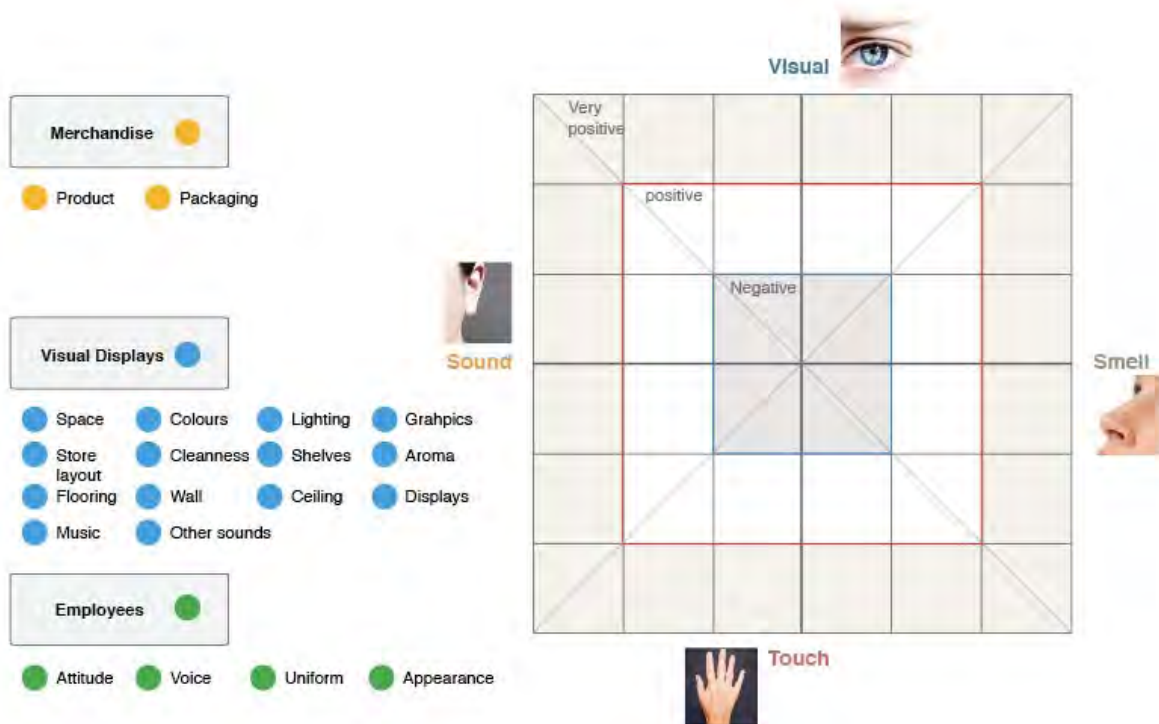 Visual
Very
positive
Merchandise
Product
Packaging
positive
Negative
Visual Displays
Sound
Smell
Space
Colours
Lighting
Grahpics
Store
layout
Cleanness
Shelves
Aroma
Flooring
Wall
Ceiling
Displays
Music
Other sounds
Employees
Touch
Attitude
Voice
Uniform
Appearance